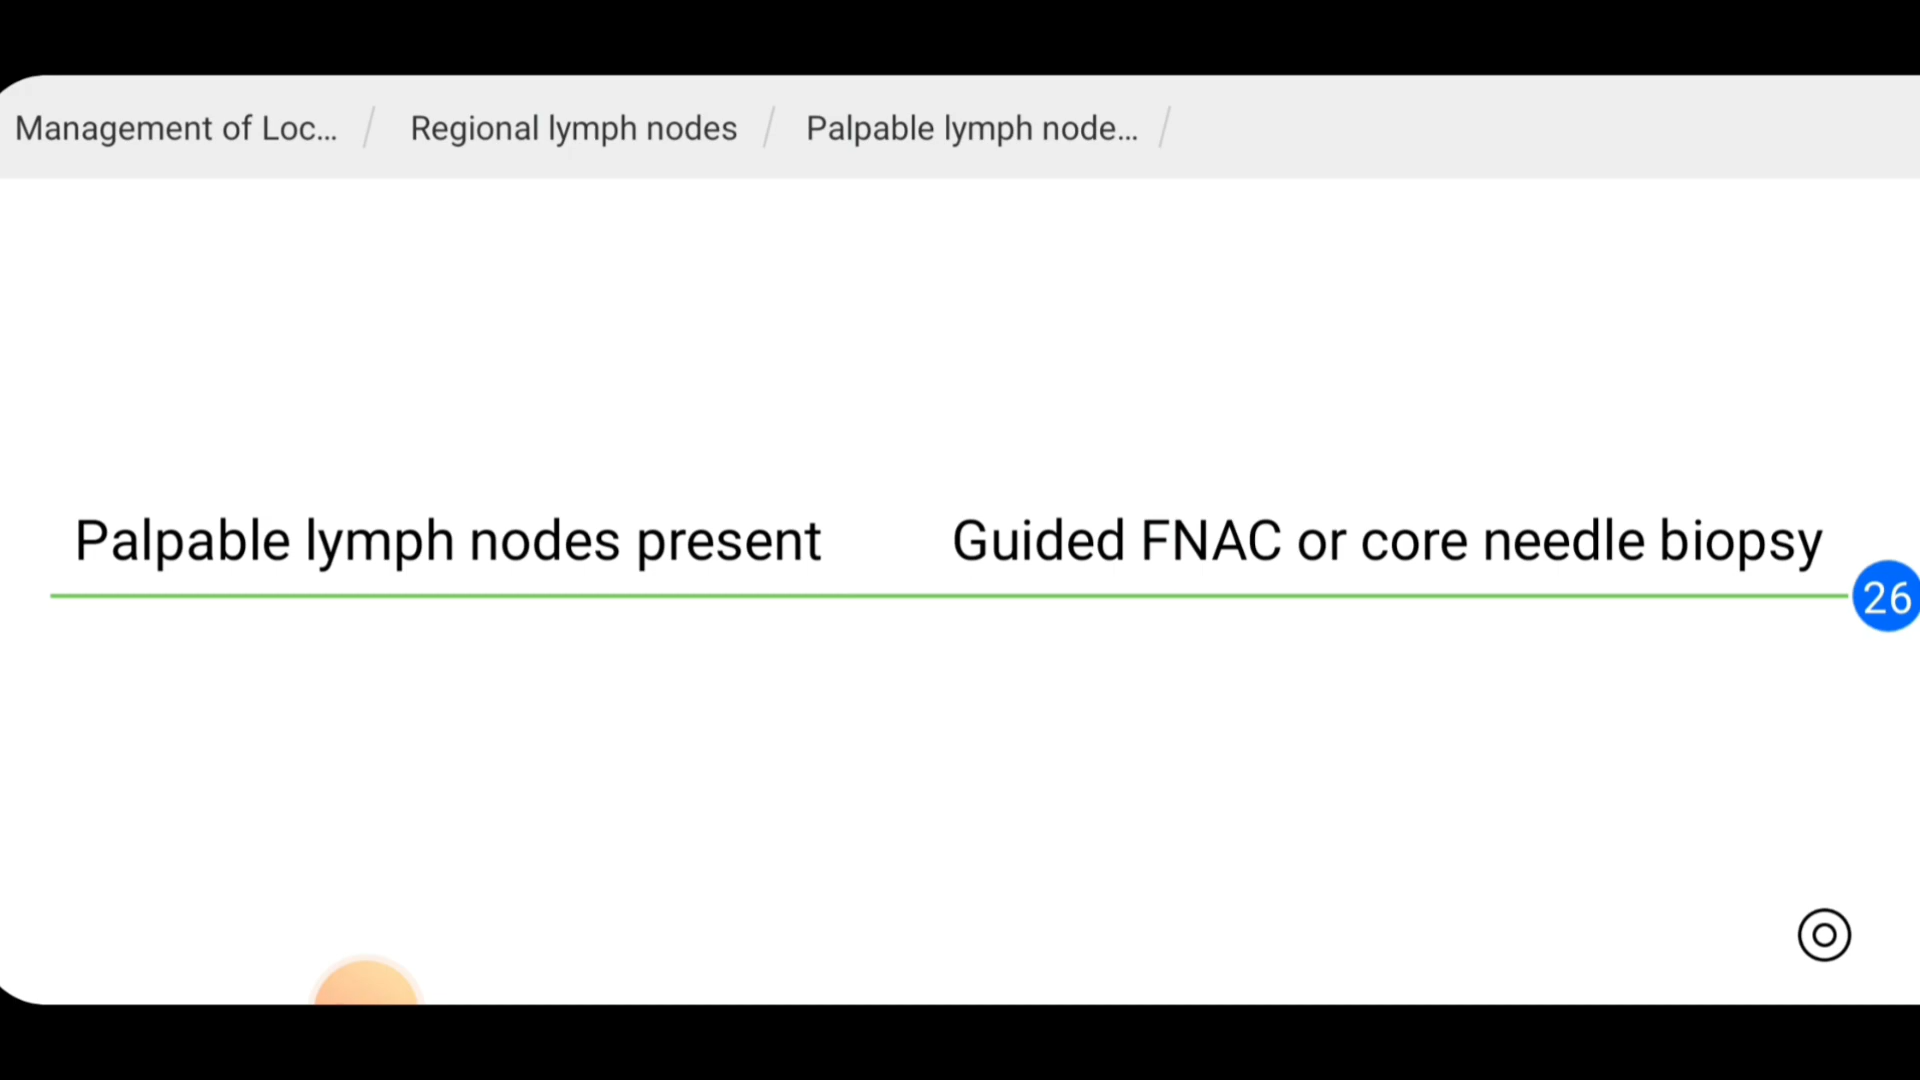 Management of Loc... / Regional lymph nodes / Palpable lymph node... /
Palpable lymph nodes present Guided FNAC or core needle biopsy
26